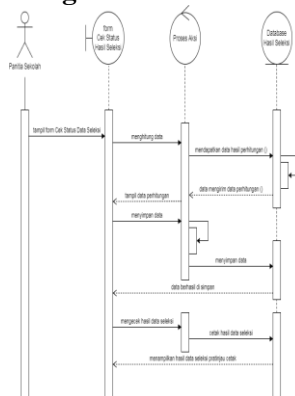 form
Cek Status
Hasil Seleksi
Proses Aksi
Database
Hasil Seleksi
Panitia Sekolah
tampil form Cek Status Data Seleksi
menghitung data
mendapatkan data hasil perhitungan ()
data mengirim data perhitungan ()
tampil data perhitungan
menyimpan data
menyimpan data
data berhasil di simpan
mengecek hasil data seleksi
cetak hasil data seleksi
menampilkan hasil data seleksi pratinjau cetak